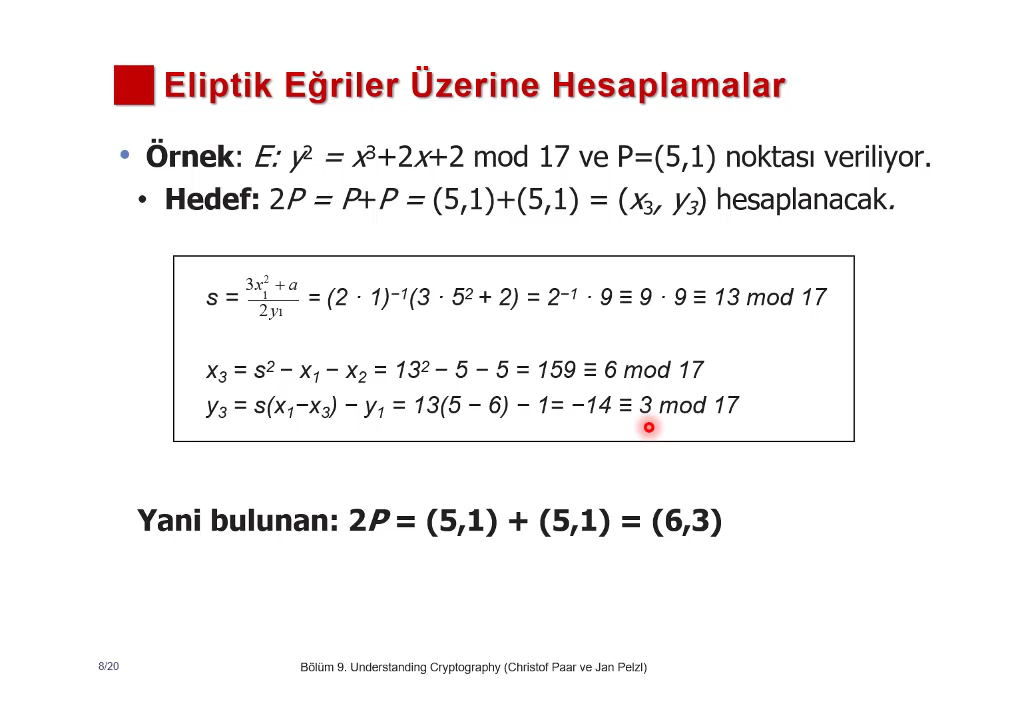 Eliptik Eğriler Üzerine Hesaplamalar
• Örnek: E: y² = x³+2x+2 mod 17 ve P=(5,1) noktası veriliyor.
• Hedef: 2P = P+P = (5,1)+(5,1) = (x₃, y₃) hesaplanacak.
s = (3x₁² + a)/(2y₁) = (2 · 1)⁻¹(3 · 5² + 2) = 2⁻¹ · 9 ≡ 9 · 9 ≡ 13 mod 17
x₃ = s² − x₁ − x₂ = 13² − 5 − 5 = 159 ≡ 6 mod 17
y₃ = s(x₁−x₃) − y₁ = 13(5 − 6) − 1= −14 ≡ 3 mod 17
Yani bulunan: 2P = (5,1) + (5,1) = (6,3)
8/20
Bölüm 9. Understanding Cryptography (Christof Paar ve Jan Pelzl)